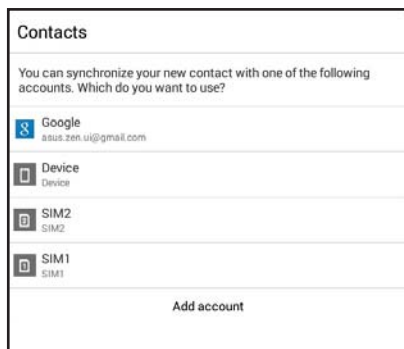 Contacts
You can synchronize your new contact with one of the following
accounts. Which do you want to use?
Google
asus.zen.ui@gmail.com
Device
Device
SIM2
SIM2
SIM1
SIM1
Add account